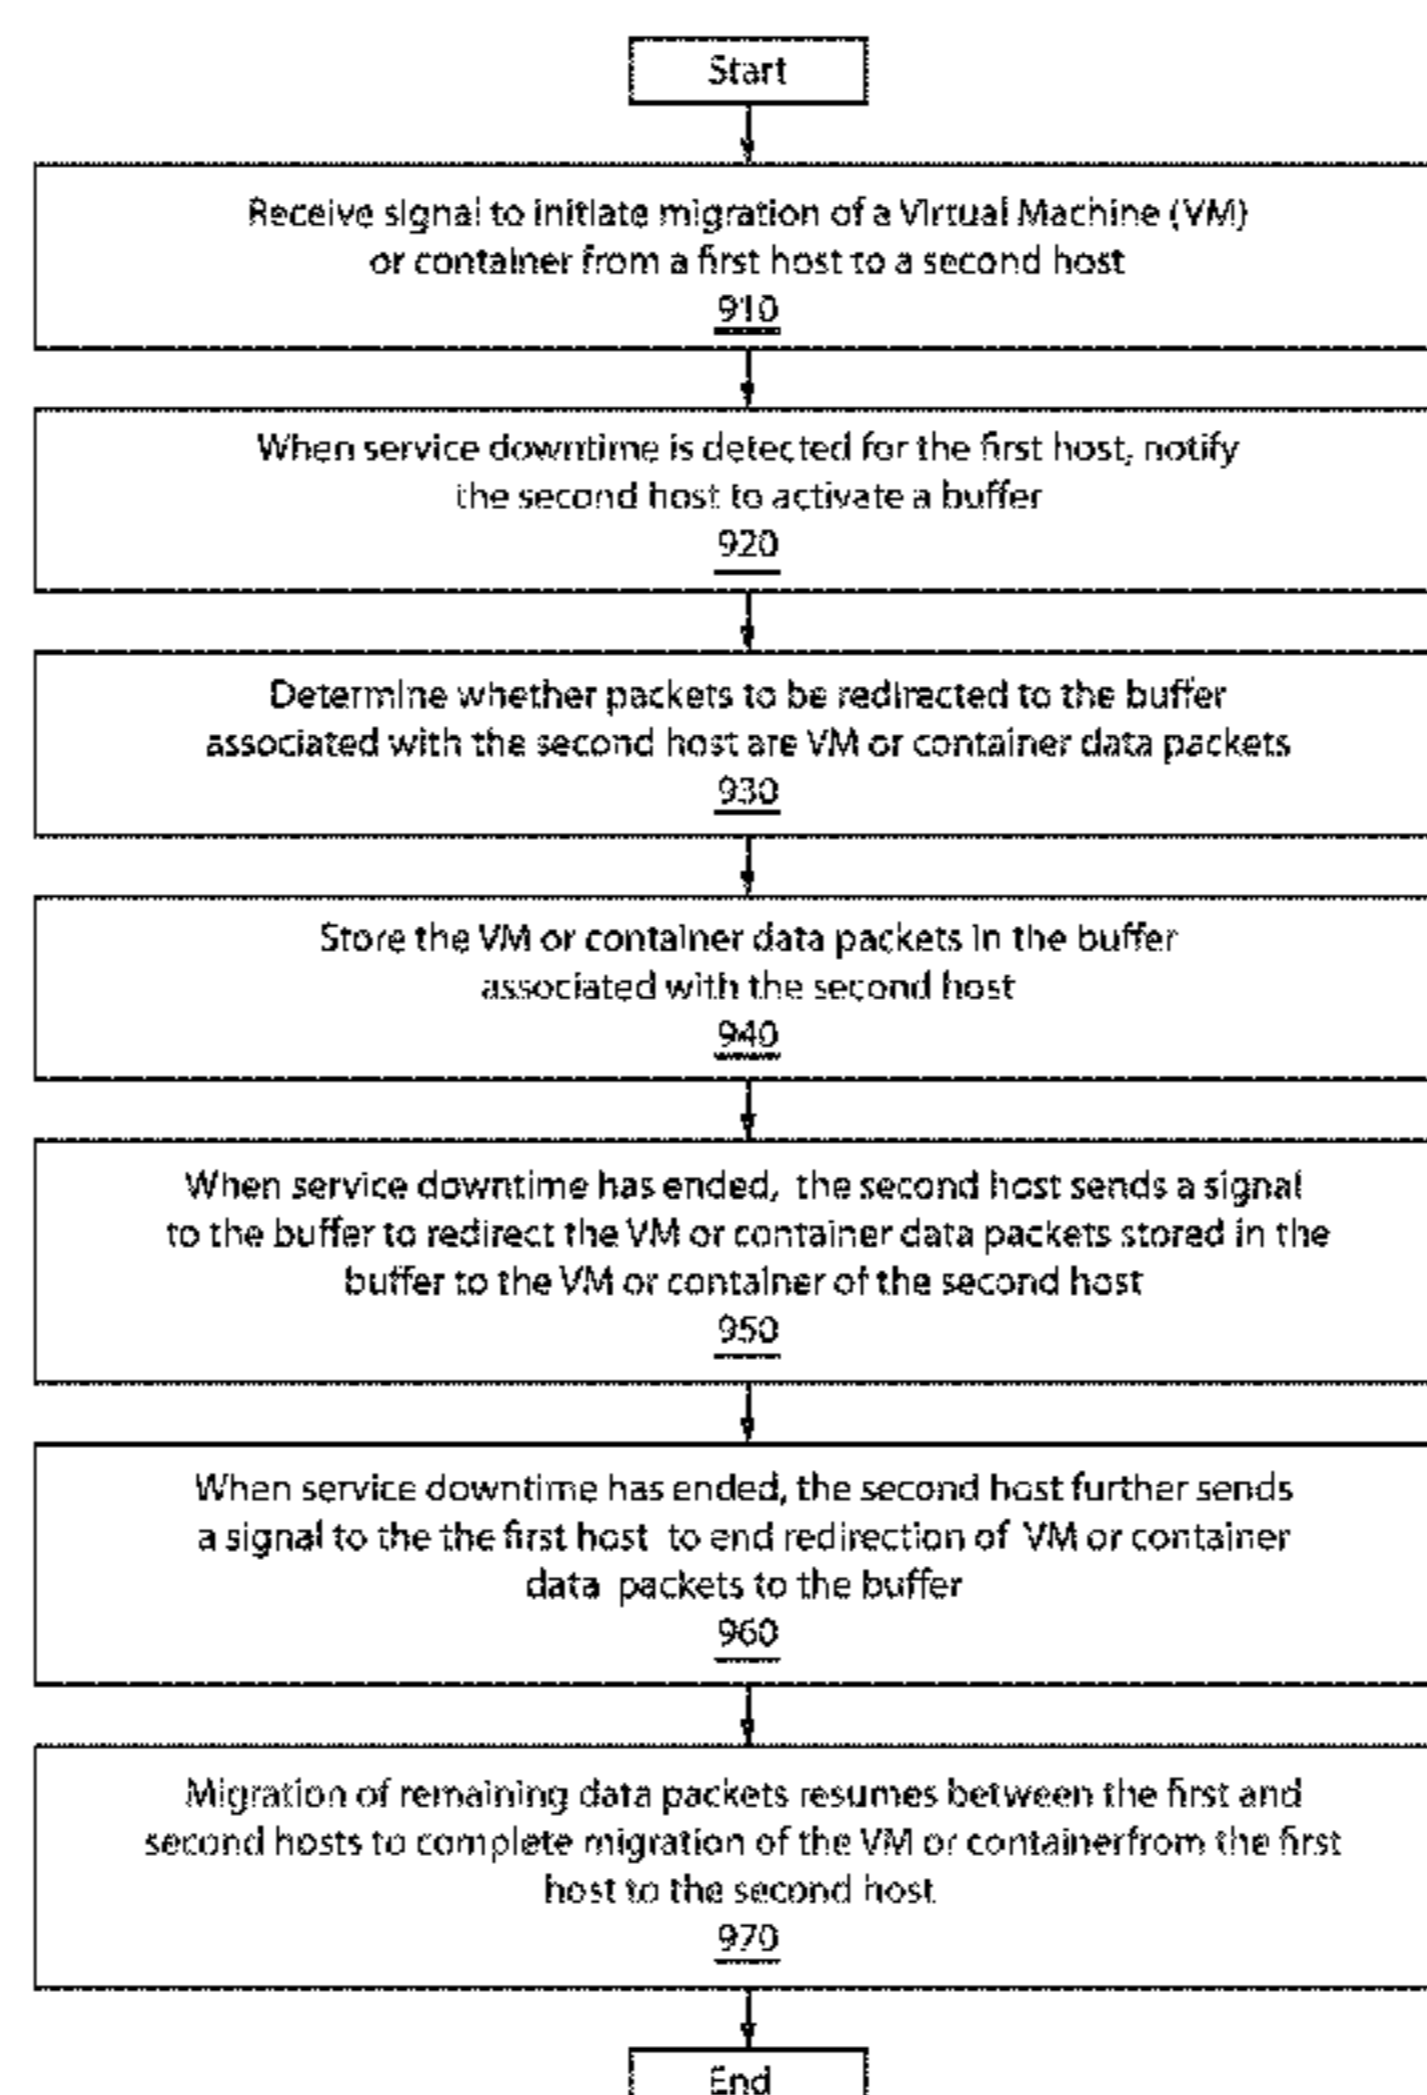 Start
Receive signal to initiate migration of a Virtual Machine (VM)
or container from a first host to a second host
910
When service downtime is detected for the first host, notify
the second host to activate a buffer
920
Determine whether packets to be redirected to the buffer
associated with the second host are VM or container data packets
930
Store the VM or container data packets in the buffer
associated with the second host
940
When service downtime has ended, the second host sends a signal
to the buffer to redirect the VM or container data packets stored in the
buffer to the VM or container of the second host
950
When service downtime has ended, the second host further sends
a signal to the the first host to end redirection of VM or container
data packets to the buffer
960
Migration of remaining data packets resumes between the first and
second hosts to complete migration of the VM or containerfrom the first
host to the second host
970
End